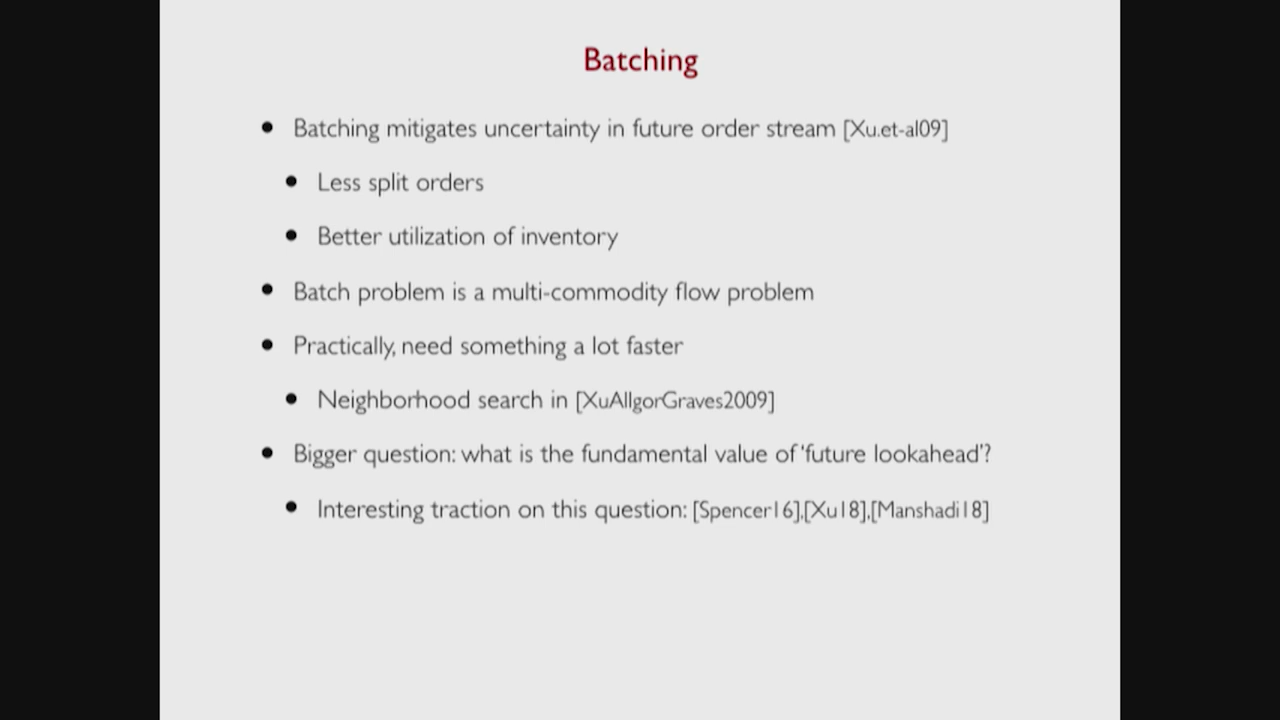 Batching
• Batching mitigates uncertainty in future order stream [Xu.et-al09]
• Less split orders
• Better utilization of inventory
• Batch problem is a multi-commodity flow problem
• Practically, need something a lot faster
• Neighborhood search in [XuAllgorGraves2009]
• Bigger question: what is the fundamental value of 'future lookahead'?
• Interesting traction on this question: [Spencer16],[Xu18],[Manshadi18]